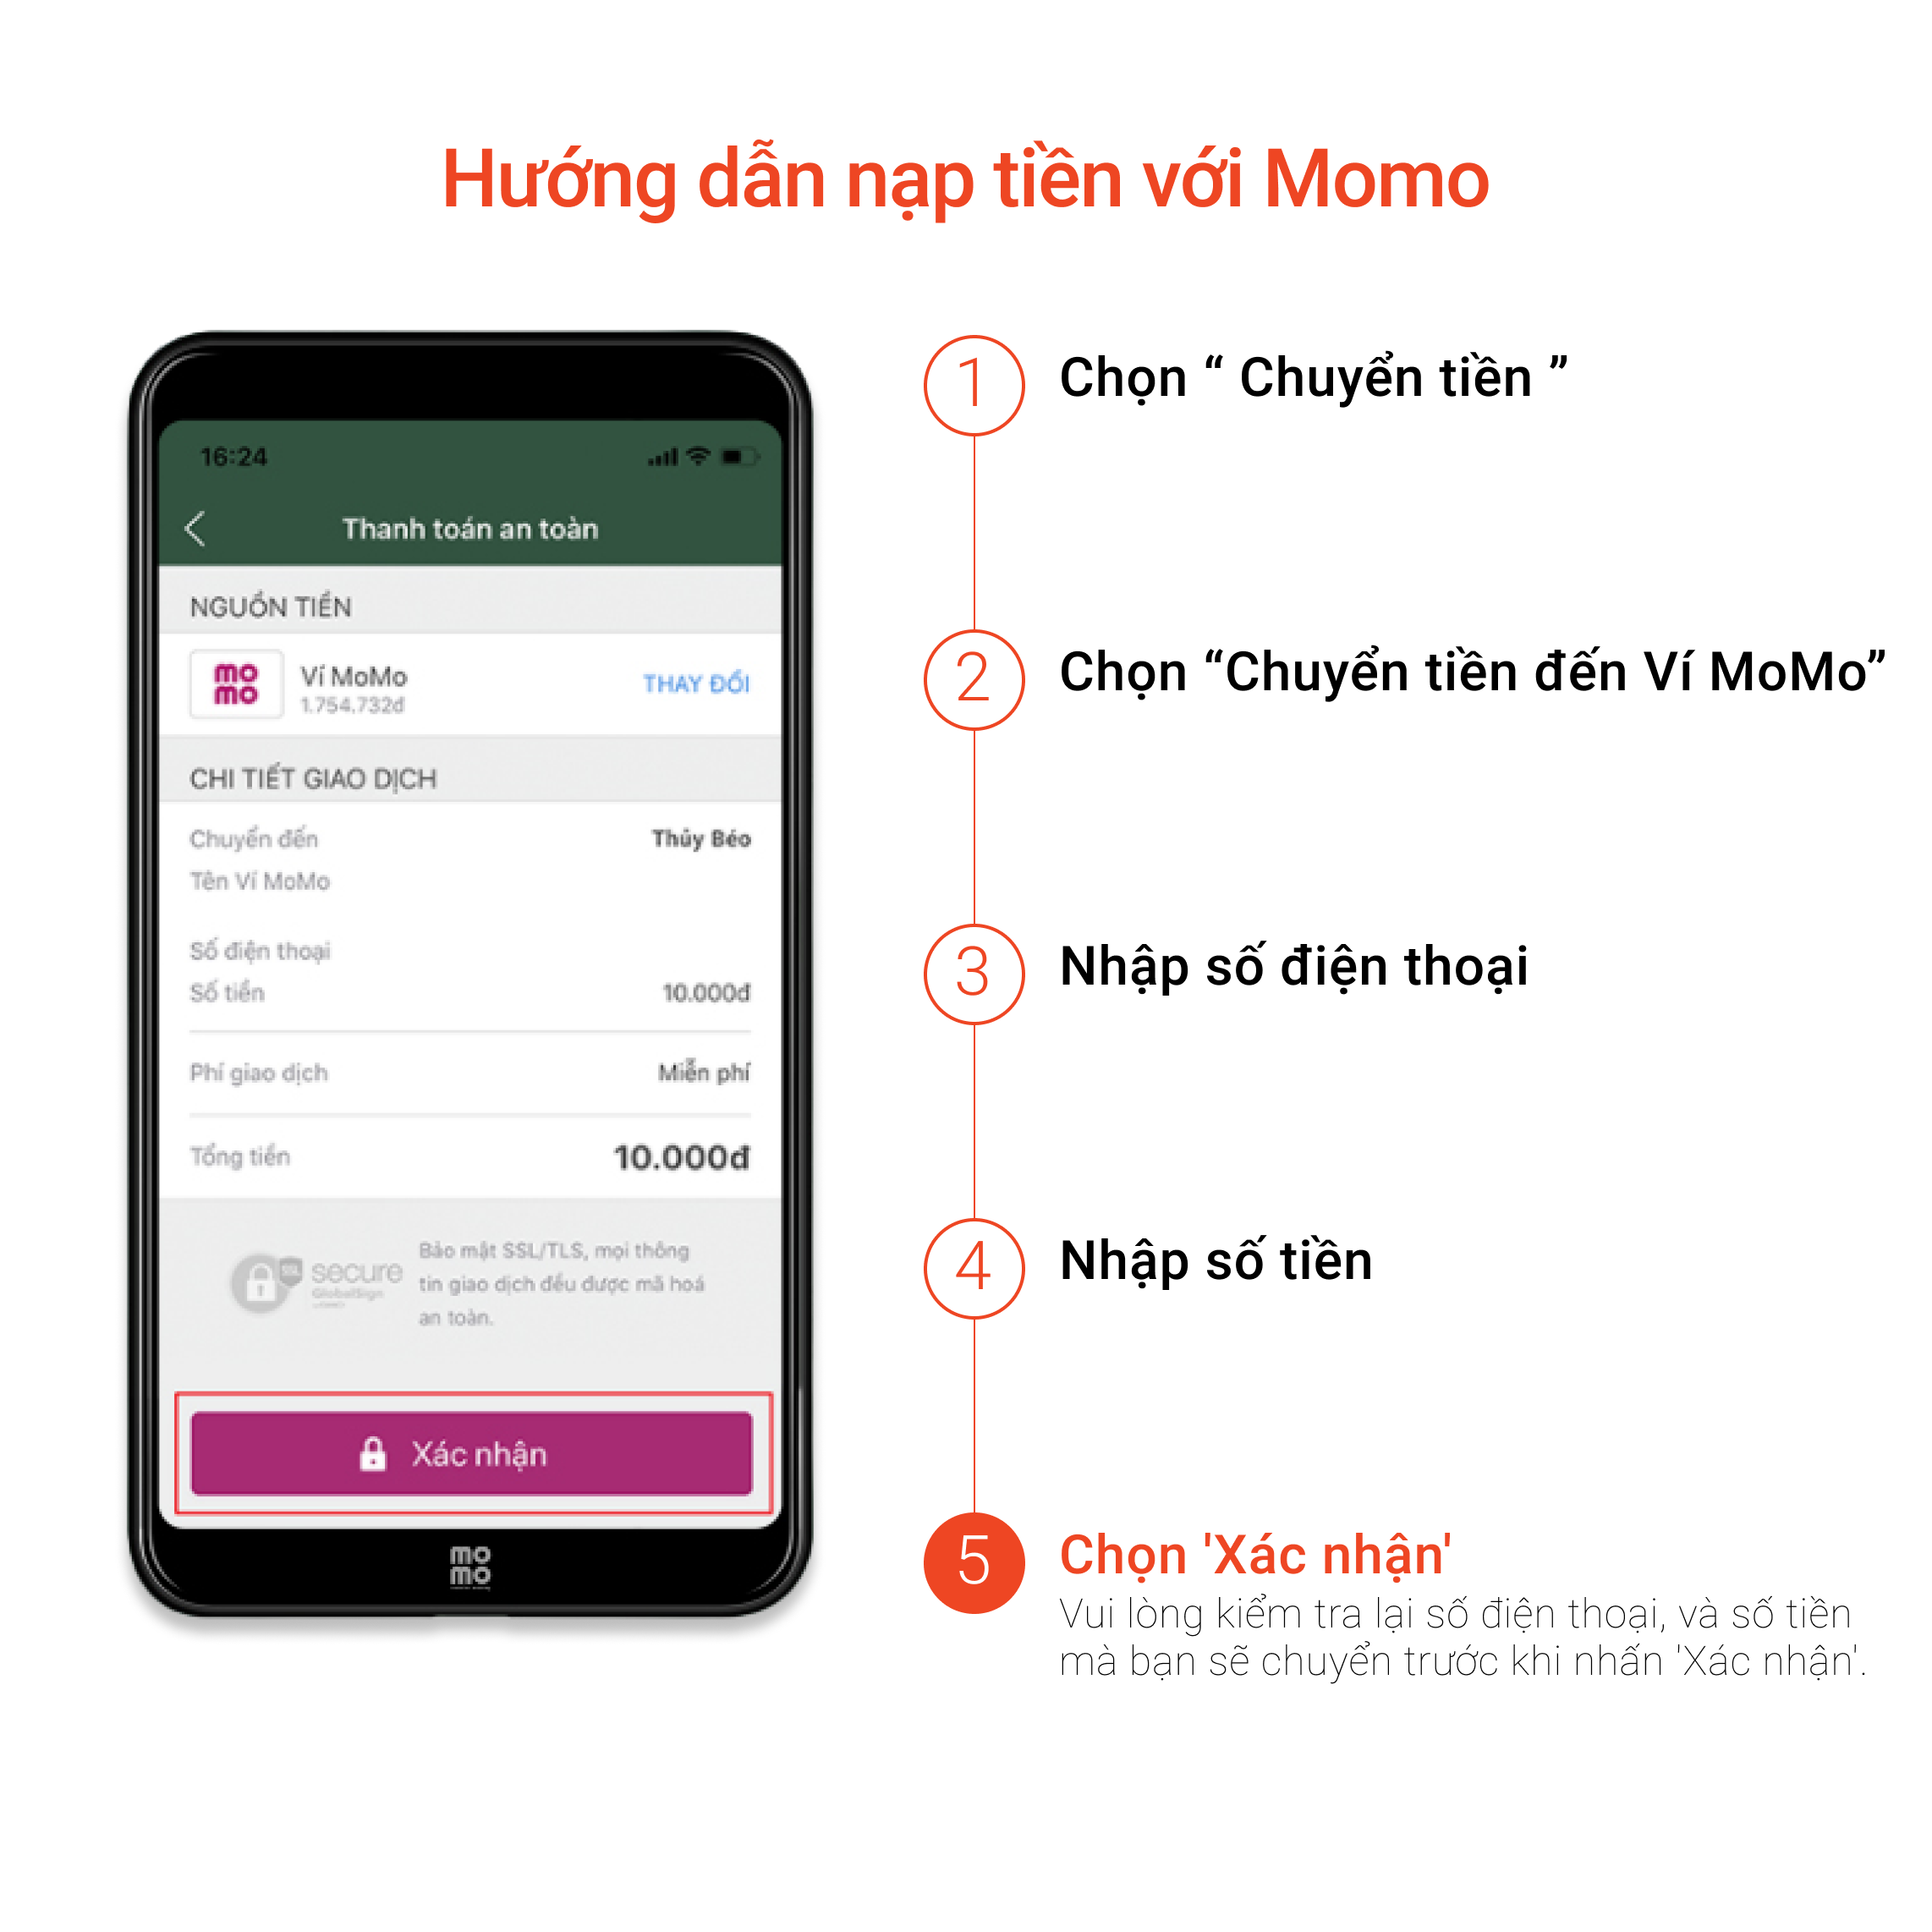 Hướng dẫn nạp tiền với Momo
16:24
Thanh toán an toàn
NGUỒN TIỀN
momo
Ví MoMo
1.754.732đ
THAY ĐỔI
CHI TIẾT GIAO DỊCH
Chuyển đến
Thủy Béo
Tên Ví MoMo
Số điện thoại
Số tiền
10.000đ
Phí giao dịch
Miễn phí
Tổng tiền
10.000đ
SSL
secure
GlobalSign
Bảo mật SSL/TLS, mọi thông
tin giao dịch đều được mã hoá
an toàn.
Xác nhận
momo
1
Chọn “ Chuyển tiền ”
2
Chọn “Chuyển tiền đến Ví MoMo”
3
Nhập số điện thoại
4
Nhập số tiền
5
Chọn 'Xác nhận'
Vui lòng kiểm tra lại số điện thoại, và số tiền
mà bạn sẽ chuyển trước khi nhấn 'Xác nhận'.